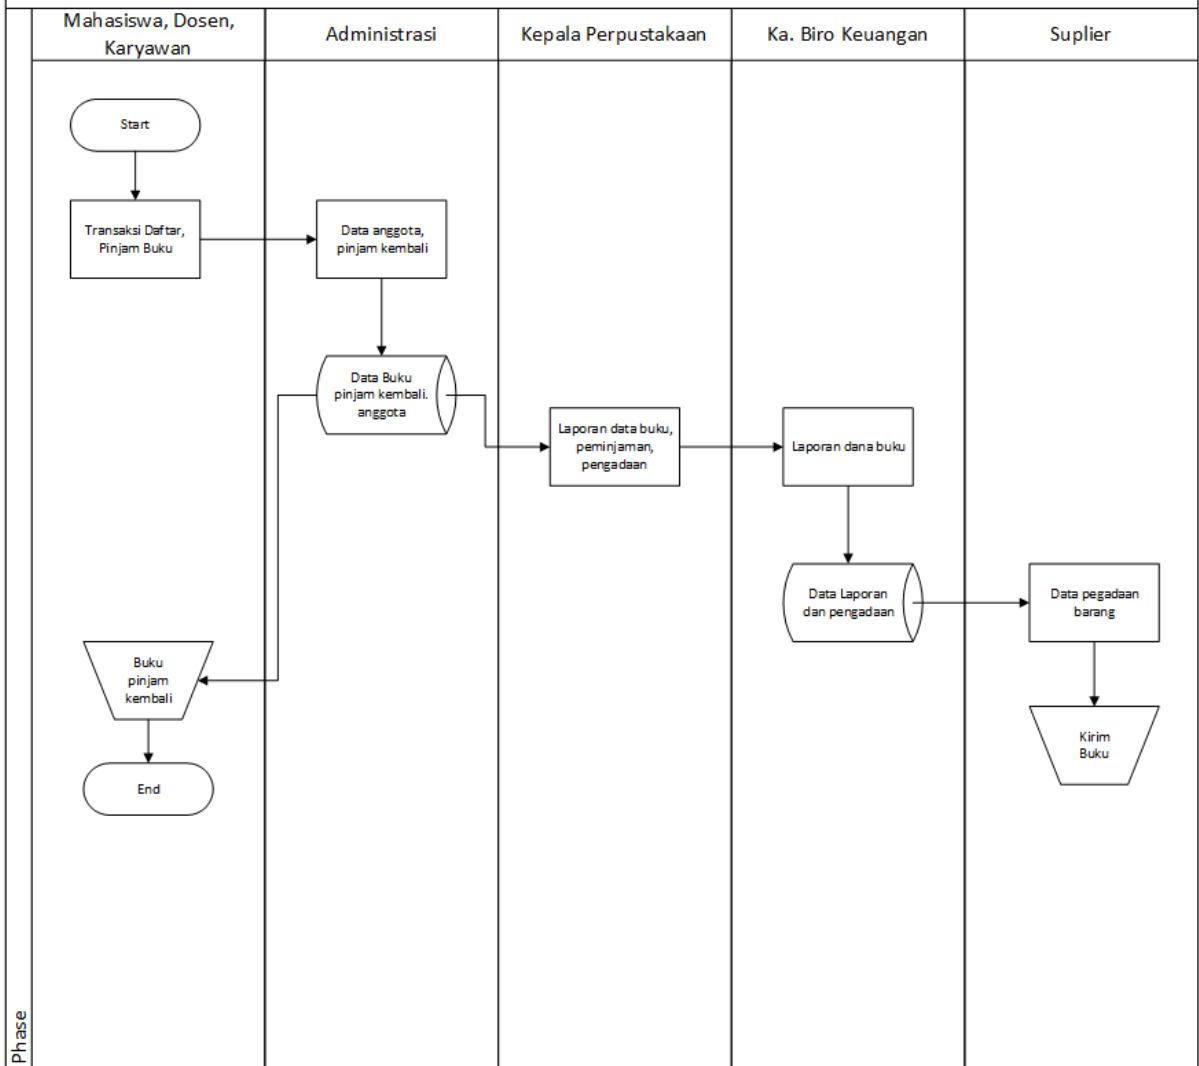 Mahasiswa, Dosen,
Karyawan
Administrasi
Kepala Perpustakaan
Ka. Biro Keuangan
Suplier
Start
Transaksi Daftar,
Pinjam Buku
Data anggota,
pinjam kembali
Data Buku
pinjam kembali.
anggota
Laporan data buku,
peminjaman,
pengadaan
Laporan dana buku
Data Laporan
dan pengadaan
Data pegadaan
barang
Buku
pinjam
kembali
Kirim
Buku
End
Phase